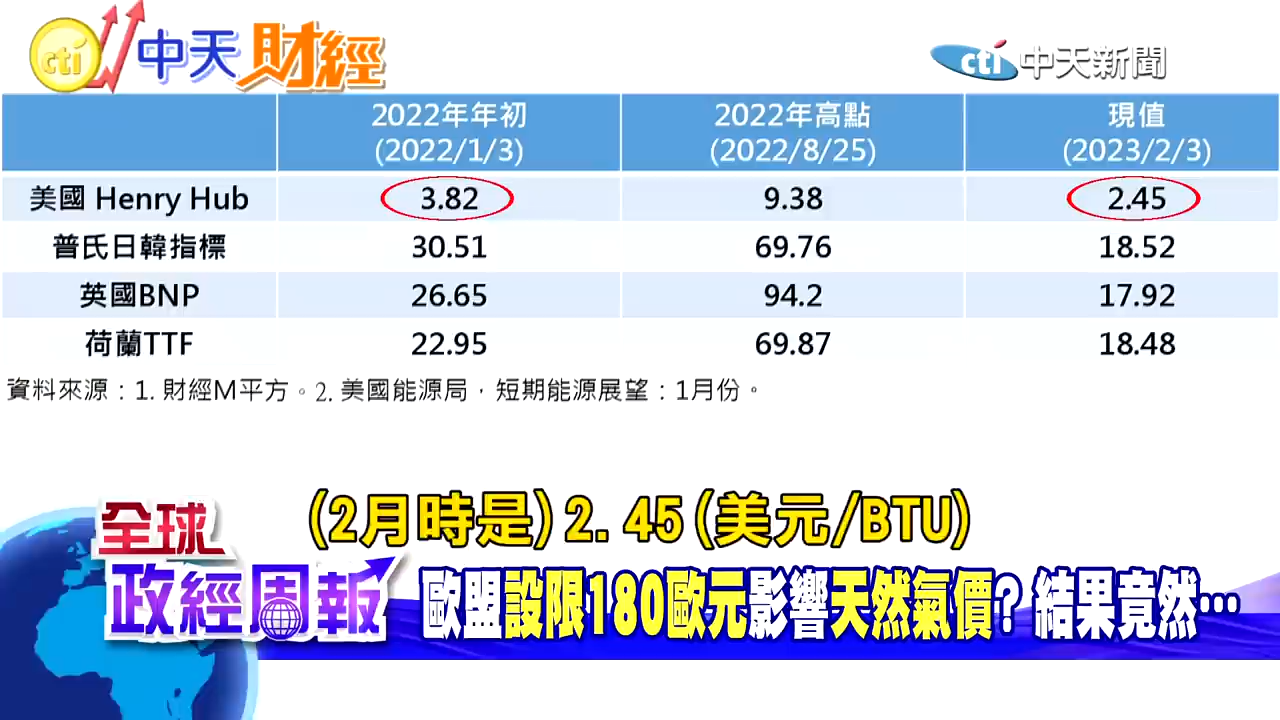 cti 中天財經
cti 中天新聞
2022年年初 2022年高點 現值
(2022/1/3) (2022/8/25) (2023/2/3)
美國 Henry Hub 3.82 9.38 2.45
普氏日韓指標 30.51 69.76 18.52
英國BNP 26.65 94.2 17.92
荷蘭TTF 22.95 69.87 18.48
資料來源：1. 財經M平方。2. 美國能源局，短期能源展望：1月份。
(2月時是)2.45(美元/BTU)
全球
政經周報
歐盟設限180歐元影響天然氣價？結果竟然…